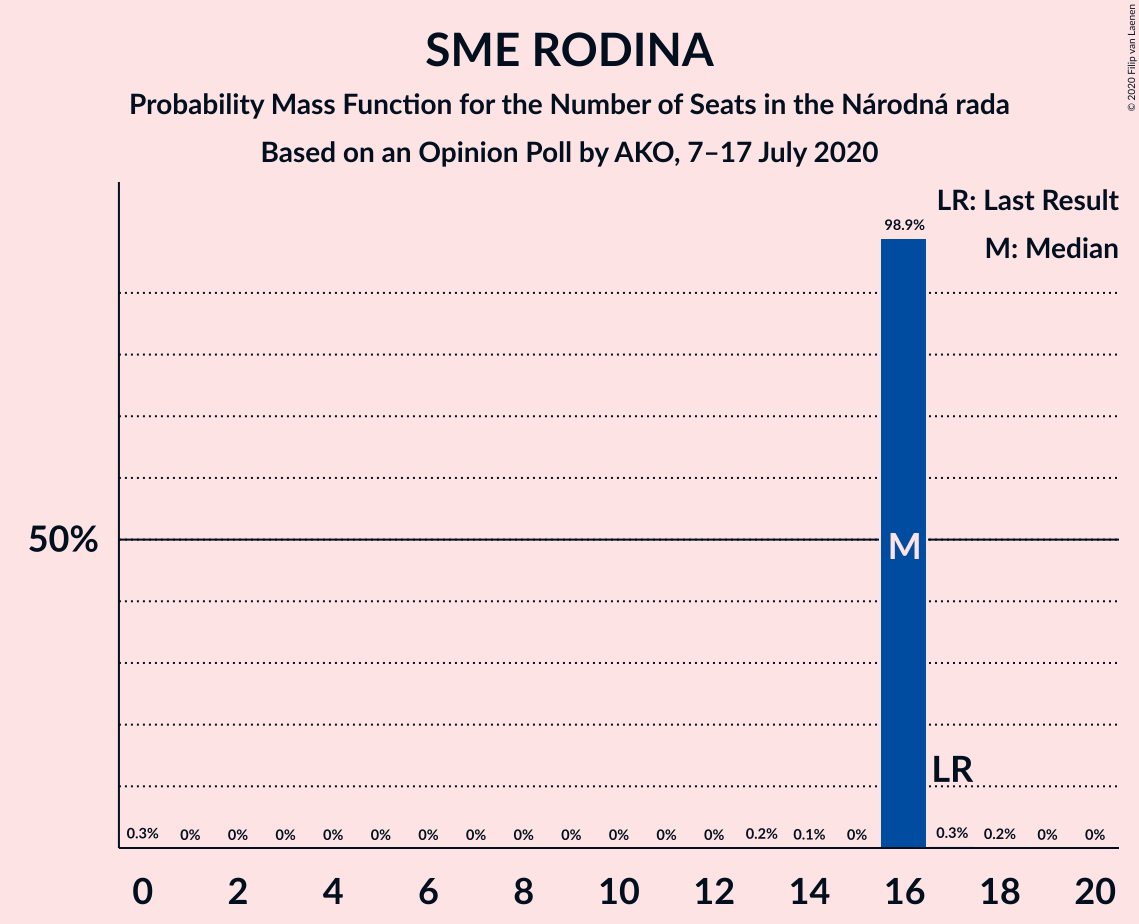 SME RODINA
Probability Mass Function for the Number of Seats in the Národná rada
Based on an Opinion Poll by AKO, 7–17 July 2020
© 2020 Filip van Laenen
LR: Last Result
M: Median
98.9%
50%
M
LR
0.3% 0% 0% 0% 0% 0% 0% 0% 0% 0% 0% 0% 0% 0.2% 0.1% 0% 0.3% 0.2% 0% 0%
0 2 4 6 8 10 12 14 16 18 20